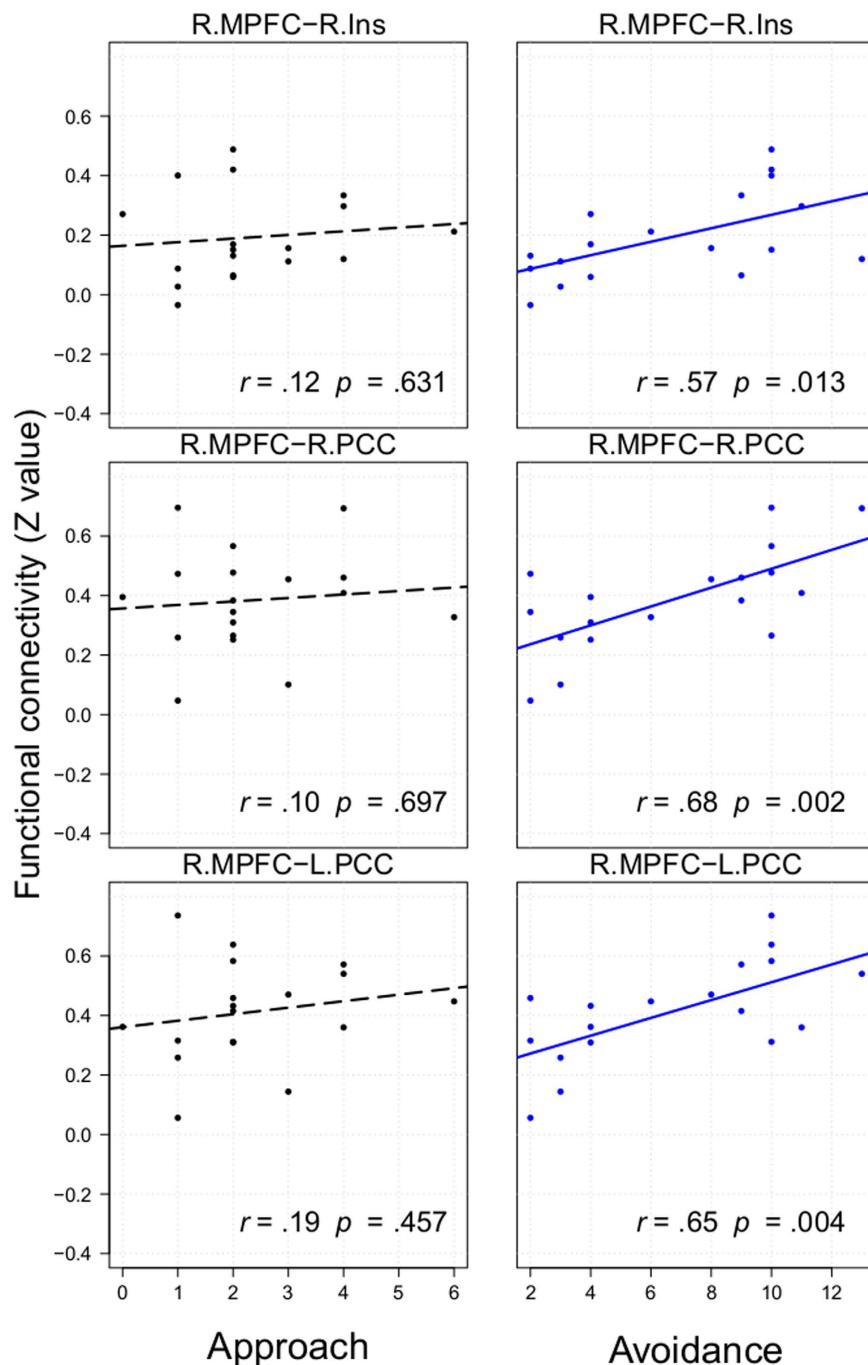 R.MPFC−R.Ins
R.MPFC−R.Ins
0.6
0.4
0.2
0.0
−0.2
−0.4
r = .12 p = .631
r = .57 p = .013
R.MPFC−R.PCC
R.MPFC−R.PCC
0.6
0.4
0.2
0.0
−0.2
−0.4
r = .10 p = .697
r = .68 p = .002
R.MPFC−L.PCC
R.MPFC−L.PCC
0.6
0.4
0.2
0.0
−0.2
−0.4
r = .19 p = .457
r = .65 p = .004
Functional connectivity (Z value)
0 1 2 3 4 5 6
2 4 6 8 10 12
Approach
Avoidance